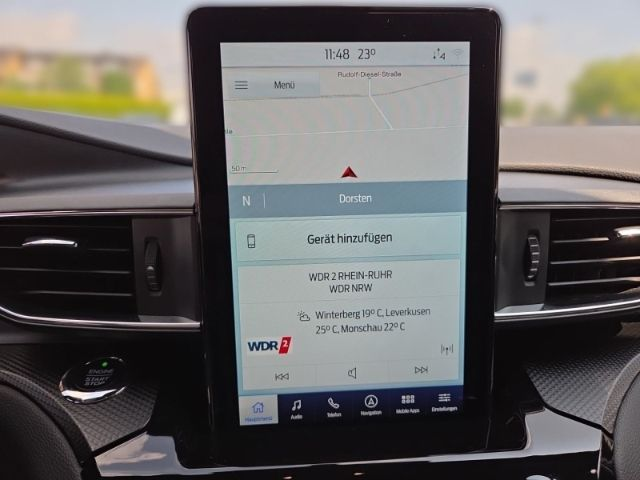 11:48 23°
4
Menü
Rudolf-Diesel-Straße
50 m
N
Dorsten
Gerät hinzufügen
WDR 2 RHEIN-RUHR
WDR NRW
Winterberg 19° C, Leverkusen
25° C, Monschau 22° C
WDR 2
ENGINE
START
STOP
Hauptmenü
Audio
Telefon
Navigation
Mobile Apps
Einstellungen